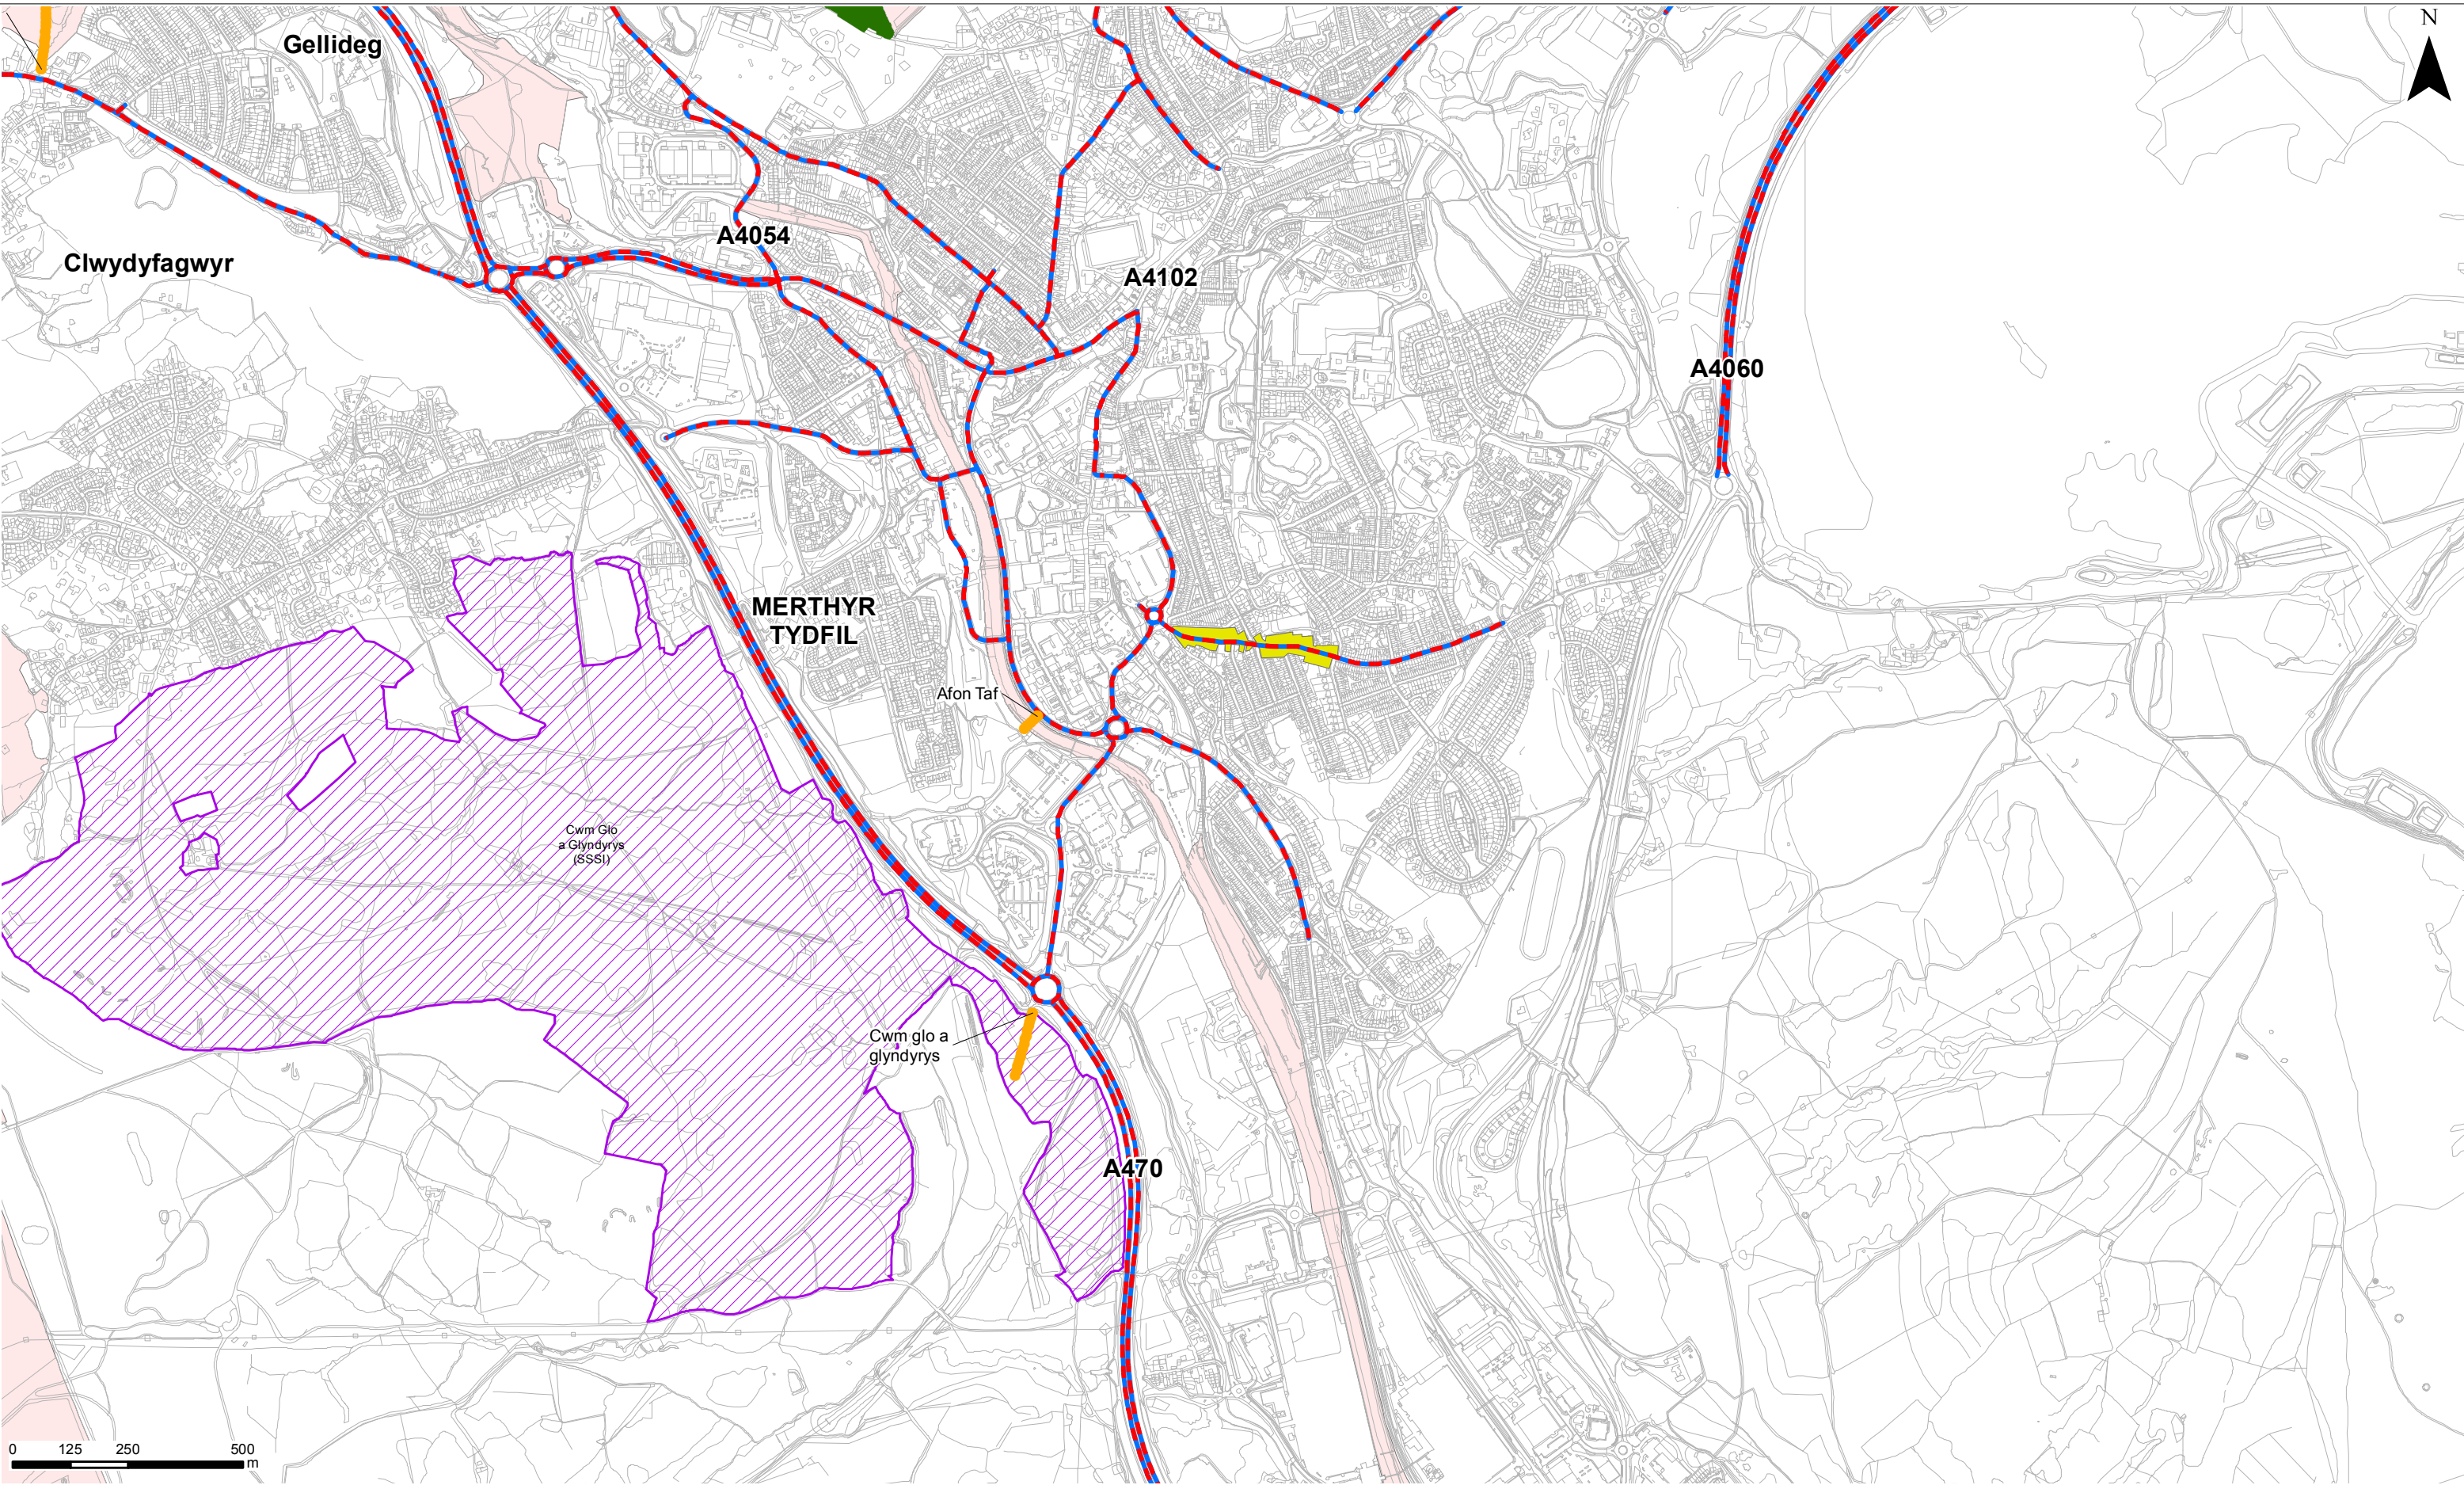 N
Gellideg
A4054
Clwydyfagwyr
A4102
A4060
MERTHYR
TYDFIL
Afon Taf
Cwm Glo
a Glyndyrys
(SSSI)
Cwm glo a
glyndyrys
A470
0 125 250 500
m